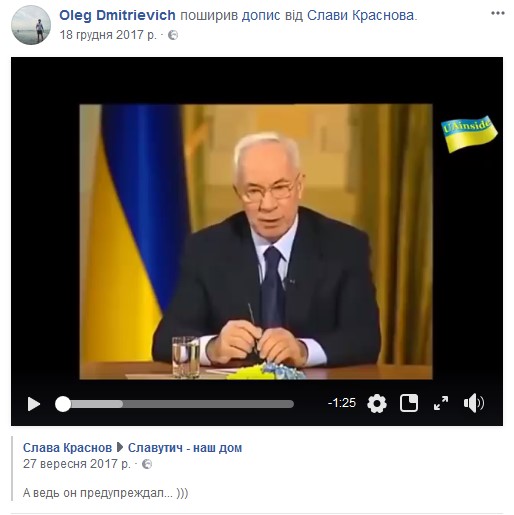 Oleg Dmitrievich поширив допис від Слави Краснова.
18 грудня 2017 р. ·
UAinside
-1:25
Слава Краснов ▶ Славутич - наш дом
27 вересня 2017 р. ·
А ведь он предупреждал... )))